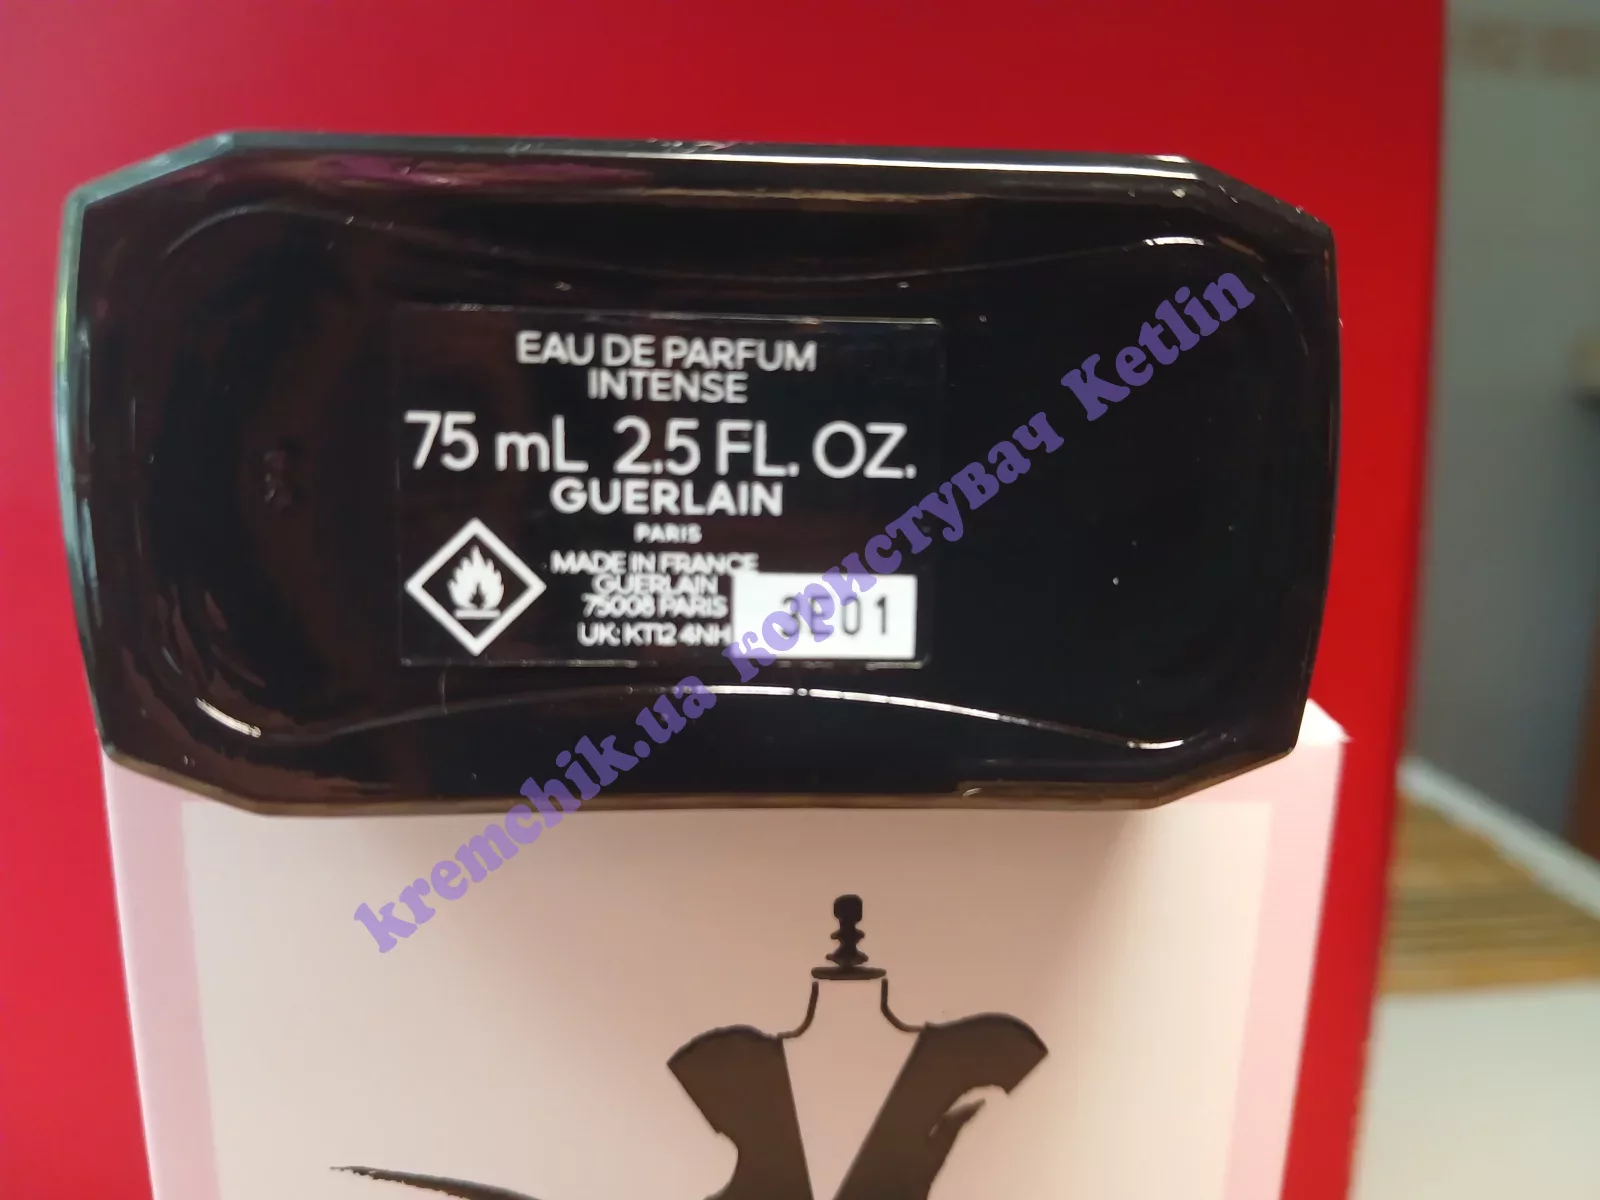 EAU DE PARFUM
INTENSE
75 mL 2.5 FL. OZ.
GUERLAIN
PARIS
MADE IN FRANCE
GUERLAIN
75008 PARIS
UK: KT12 4NH
3E01
kremchik.ua користувач Ketlin